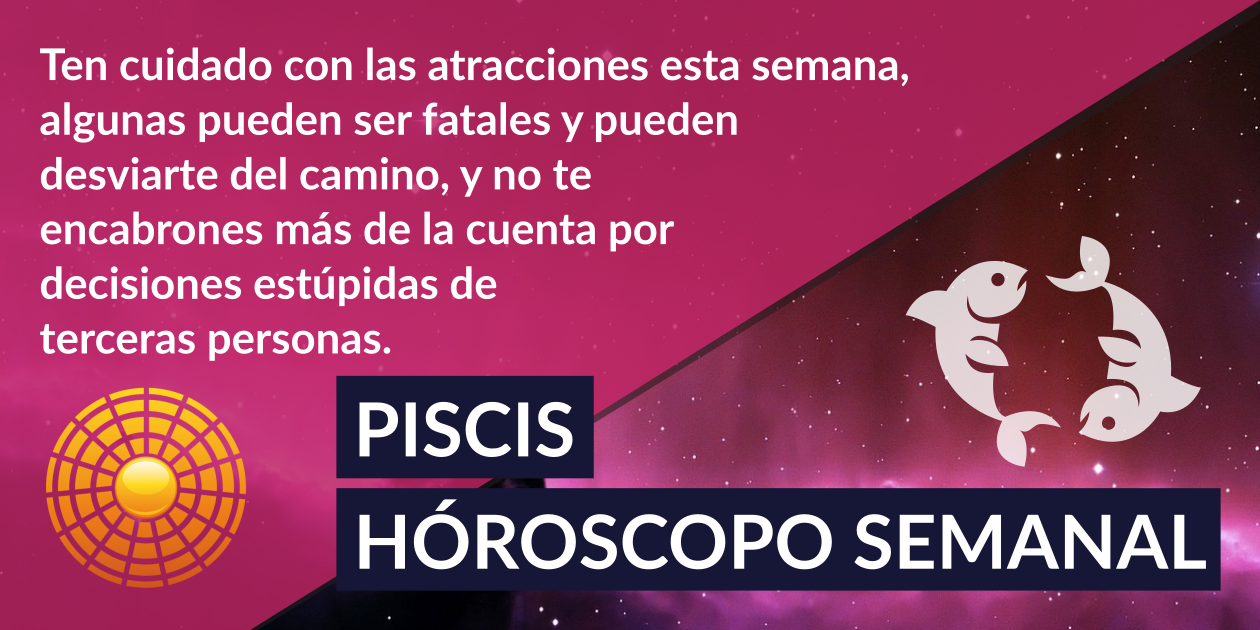 Ten cuidado con las atracciones esta semana,
algunas pueden ser fatales y pueden
desviarte del camino, y no te
encabrones más de la cuenta por
decisiones estúpidas de
terceras personas.
PISCIS
HÓROSCOPO SEMANAL